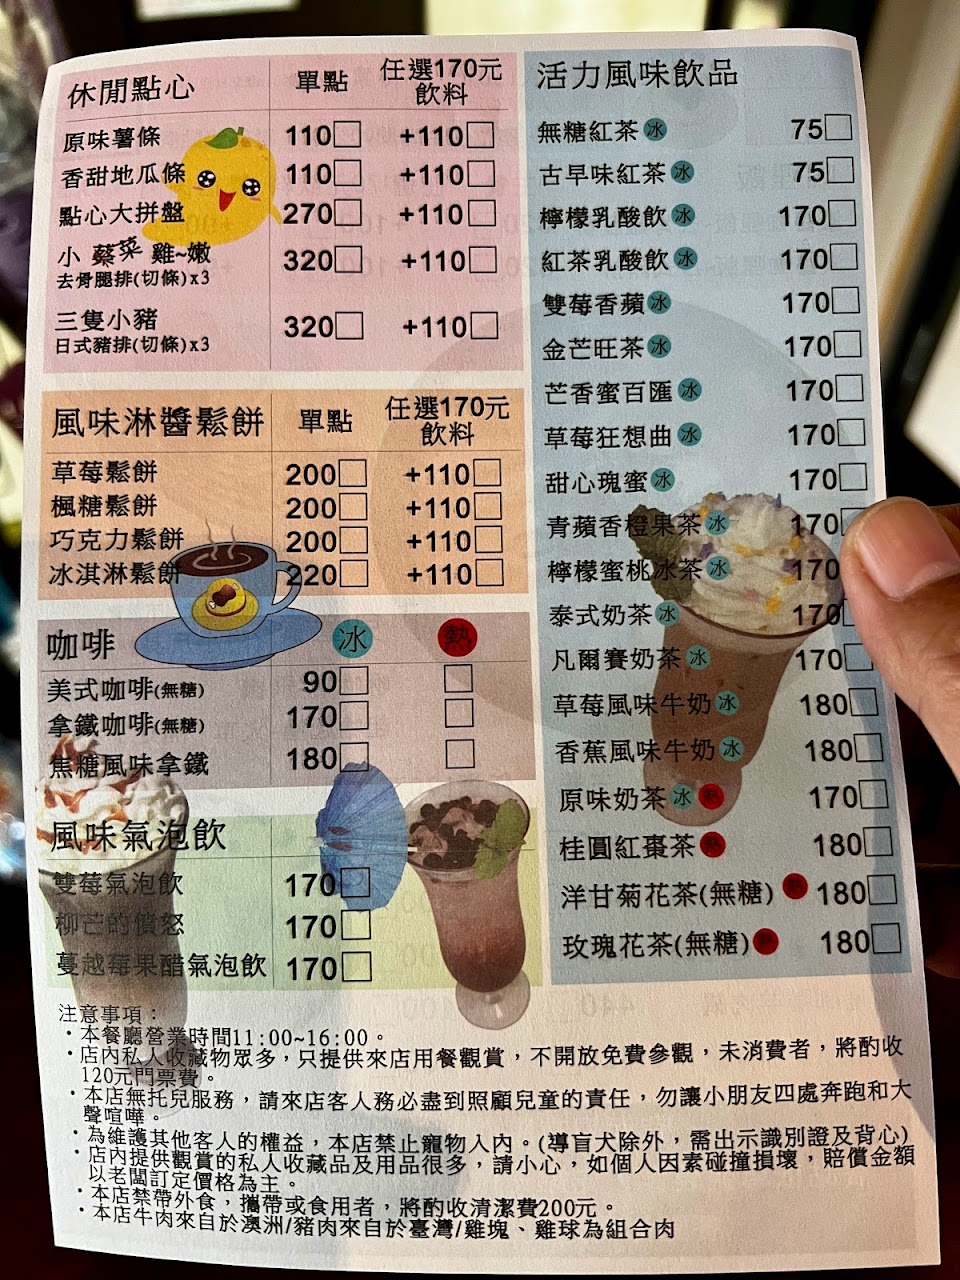 休閒點心 單點 任選170元
飲料
原味薯條 110□ +110□
香甜地瓜條 110□ +110□
點心大拼盤 270□ +110□
小蔡菜雞~嫩 320□ +110□
去骨腿排(切條)x3
三隻小豬 320□ +110□
日式豬排(切條)x3
風味淋醬鬆餅 單點 任選170元
飲料
草莓鬆餅 200□ +110□
楓糖鬆餅 200□ +110□
巧克力鬆餅 200□ +110□
冰淇淋鬆餅 220□ +110□
咖啡 冰 熱
美式咖啡(無糖) 90□ □
拿鐵咖啡(無糖) 170□ □
焦糖風味拿鐵 180□ □
風味氣泡飲
雙莓氣泡飲 170□
柳芒的憤怒 170□
蔓越莓果醋氣泡飲 170□
活力風味飲品
無糖紅茶 冰 75□
古早味紅茶 冰 75□
檸檬乳酸飲 冰 170□
紅茶乳酸飲 冰 170□
雙莓香蘋 冰 170□
金芒旺茶 冰 170□
芒香蜜百匯 冰 170□
草莓狂想曲 冰 170□
甜心瑰蜜 冰 170□
青蘋香橙果茶 冰 170□
檸檬蜜桃冰茶 冰 170
泰式奶茶 冰 170□
凡爾賽奶茶 冰 170□
草莓風味牛奶 冰 180□
香蕉風味牛奶 冰 180□
原味奶茶 冰 熱 170□
桂圓紅棗茶 熱 180□
洋甘菊花茶(無糖) 熱 180□
玫瑰花茶(無糖) 熱 180□
注意事項：
・本餐廳營業時間11:00~16:00。
・店內私人收藏物眾多，只提供來店用餐觀賞，不開放免費參觀，未消費者，將酌收
120元門票費。
・本店無托兒服務，請來店客人務必盡到照顧兒童的責任，勿讓小朋友四處奔跑和大
聲喧嘩。
・為維護其他客人的權益，本店禁止寵物入內。(導盲犬除外，需出示識別證及背心)
・店內提供觀賞的私人收藏品及用品很多，請小心，如個人因素碰撞損壞，賠償金額
以老闆訂定價格為主。
・本店禁帶外食，攜帶或食用者，將酌收清潔費200元。
・本店牛肉來自於澳洲/豬肉來自於臺灣/雞塊、雞球為組合肉